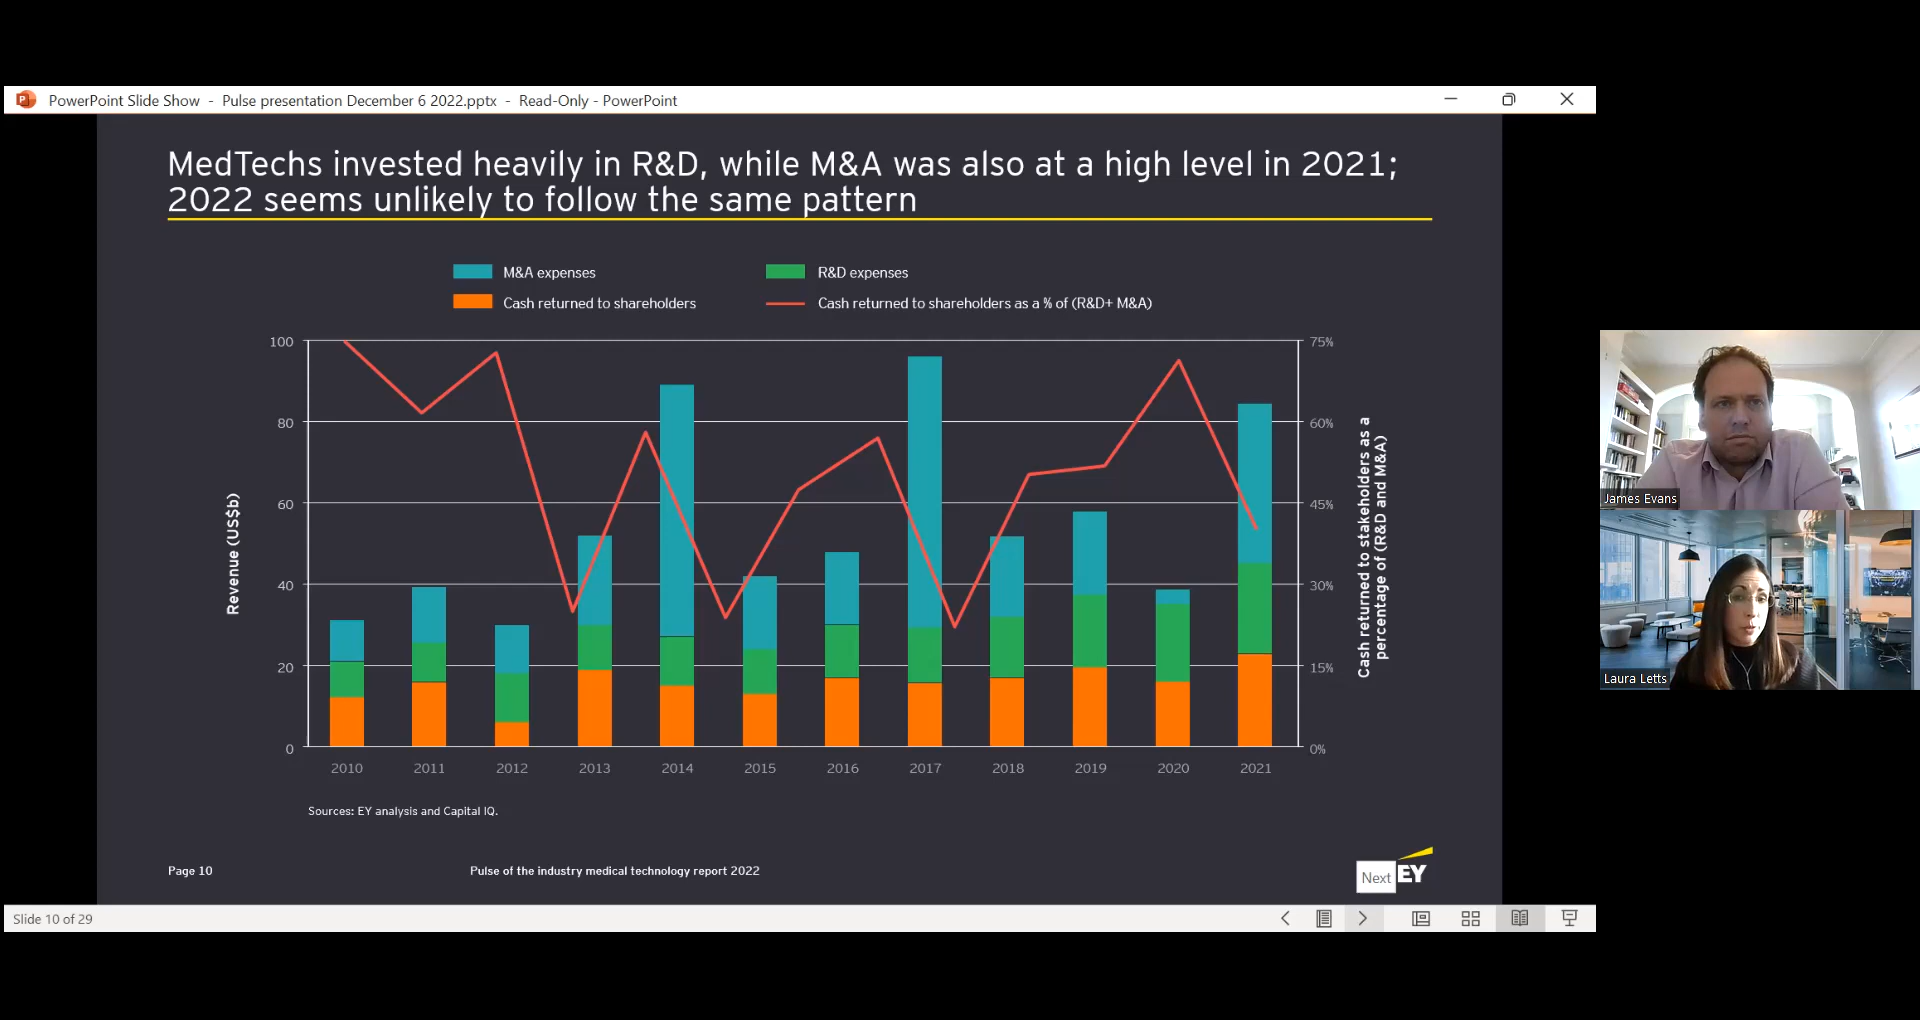 PowerPoint Slide Show - Pulse presentation December 6 2022.pptx - Read-Only - PowerPoint
MedTechs invested heavily in R&D, while M&A was also at a high level in 2021;
2022 seems unlikely to follow the same pattern
M&A expenses
R&D expenses
Cash returned to shareholders
Cash returned to shareholders as a % of (R&D+ M&A)
100
80
60
40
20
0
Revenue (US$b)
75%
60%
45%
30%
15%
0%
Cash returned to stakeholders as a
percentage of (R&D and M&A)
2010 2011 2012 2013 2014 2015 2016 2017 2018 2019 2020 2021
Sources: EY analysis and Capital IQ.
Page 10
Pulse of the industry medical technology report 2022
Next
EY
Slide 10 of 29
James Evans
Laura Letts